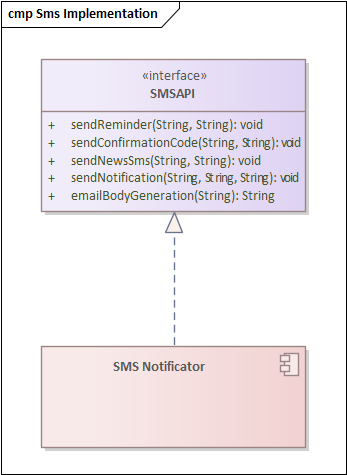 cmp Sms Implementation
«interface»
SMSAPI
+ sendReminder(String, String): void
+ sendConfirmationCode(String, String): void
+ sendNewsSms(String, String): void
+ sendNotification(String, String, String): void
+ emailBodyGeneration(String): String
SMS Notificator